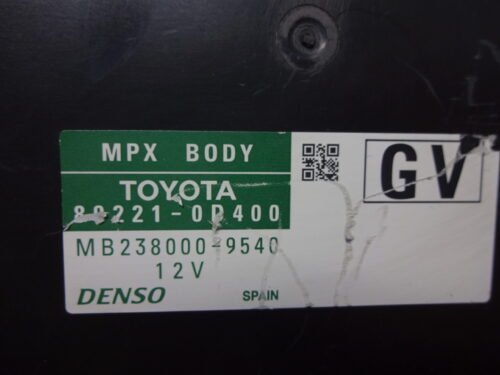 MPX BODY
GV
TOYOTA
89221-0D400
MB238000-9540
12V
DENSO SPAIN